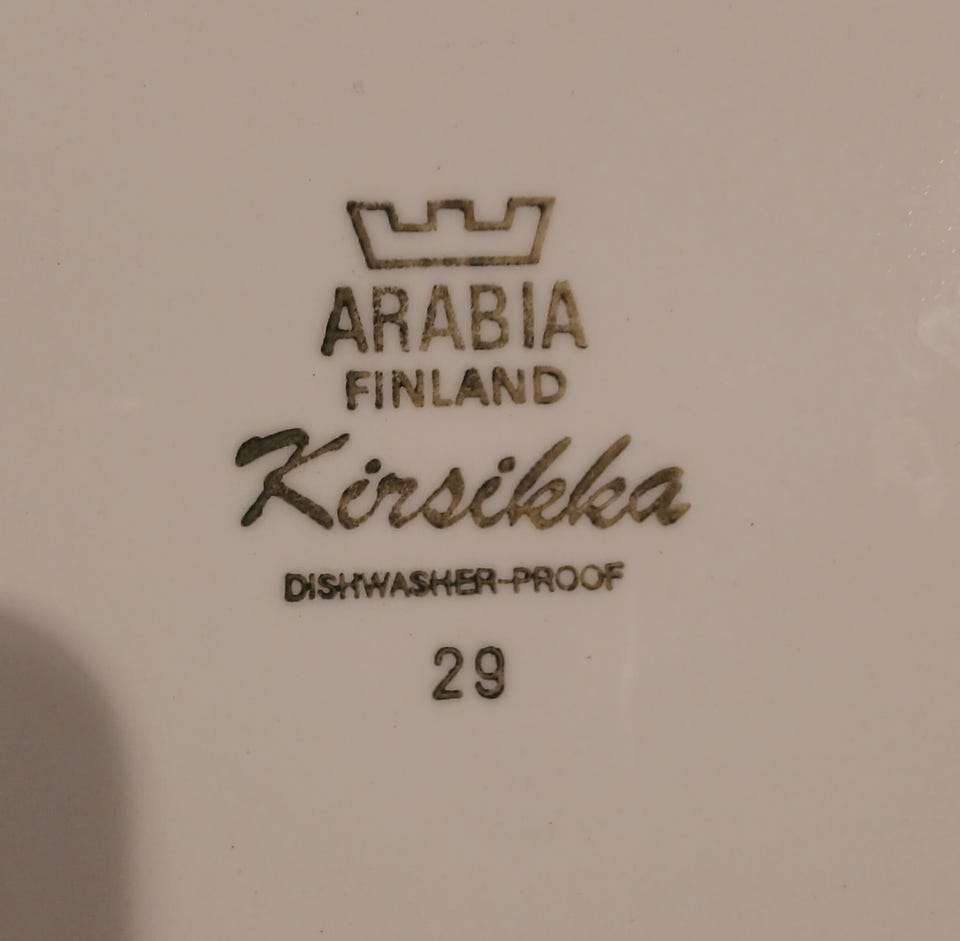 ARABIA
FINLAND
Kirsikka
DISHWASHER-PROOF
29